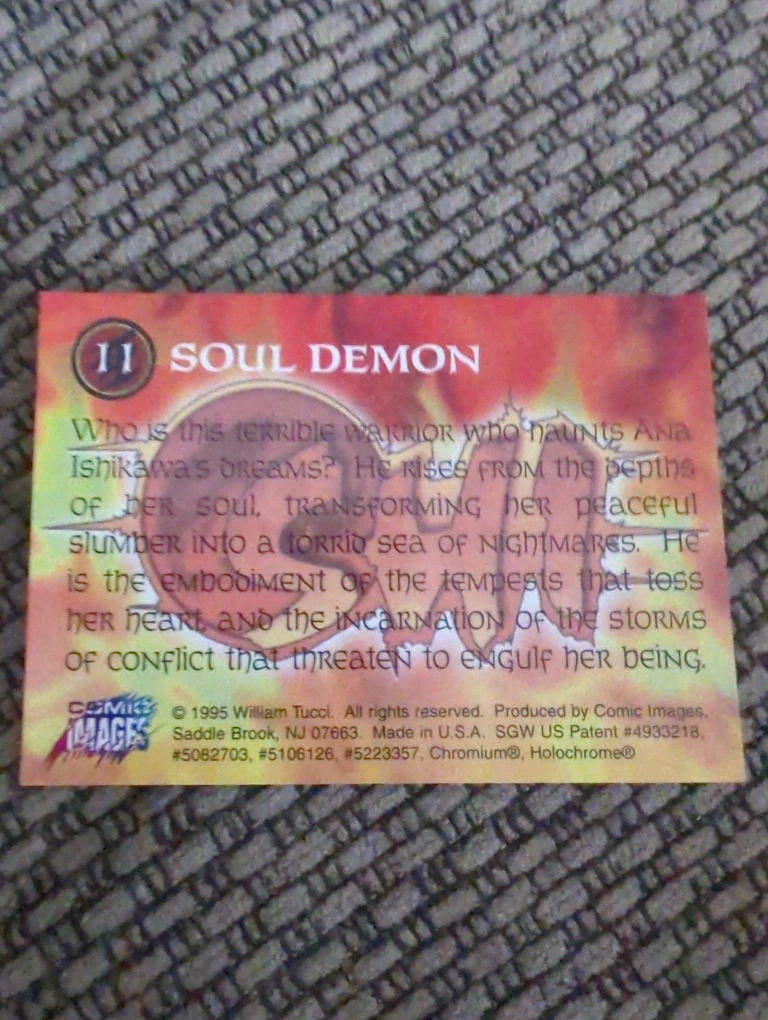 11 SOUL DEMON
Who is this terrible warrior who haunts Ana
Ishikawa's dreams? He rises from the depths
of her soul, transforming her peaceful
slumber into a torrid sea of nightmares. He
is the embodiment of the tempests that toss
her heart, and the incarnation of the storms
of conflict that threaten to engulf her being.
SHI
COMIC IMAGES
© 1995 William Tucci. All rights reserved. Produced by Comic Images,
Saddle Brook, NJ 07663. Made in U.S.A. SGW US Patent #4933218,
#5082703, #5106126, #5223357, Chromium®, Holochrome®